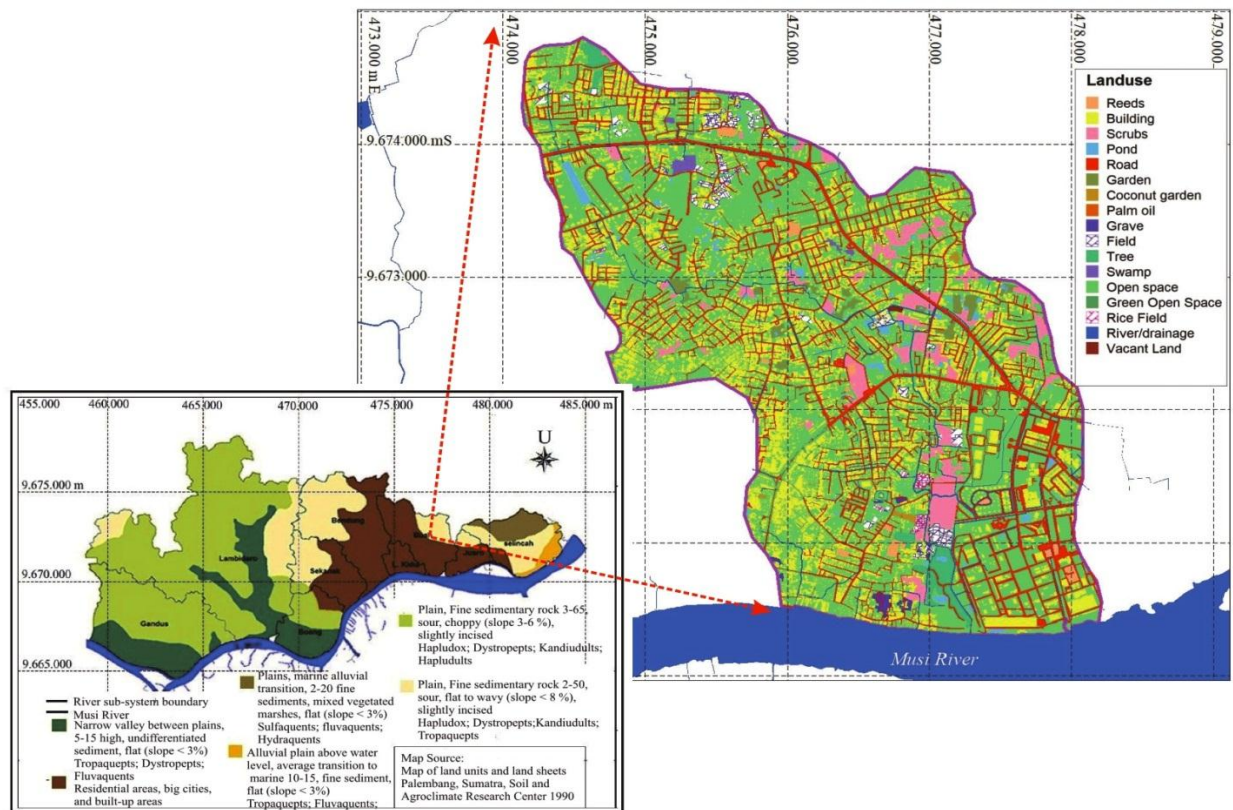 473.000 m E
474.000
475.000
476.000
477.000
478.000
479.000
9.674.000 mS
9.673.000
Landuse
Reeds
Building
Scrubs
Pond
Road
Garden
Coconut garden
Palm oil
Grave
Field
Tree
Swamp
Open space
Green Open Space
Rice Field
River/drainage
Vacant Land
Musi River
455.000
460.000
465.000
470.000
475.000
480.000
485.000 m
U
9.675.000 m
9.670.000
9.665.000
Lambidaro
Gandus
Boang
selincah
Plain, Fine sedimentary rock 3-65,
sour, choppy (slope 3-6 %),
slightly incised
Hapludox; Dystropepts; Kandiudults;
Hapludults
Plains, marine alluvial
transition, 2-20 fine
sediments, mixed vegetated
marshes, flat (slope < 3%)
Sulfaquents; fluvaquents;
Hydraquents
Plain, Fine sedimentary rock 2-50,
sour, flat to wavy (slope < 8 %),
slightly incised
Hapludox; Dystropepts;Kandiudults;
Tropaquepts
River sub-system boundary
Musi River
Narrow valley between plains,
5-15 high, undifferentiated
sediment, flat (slope < 3%)
Tropaquepts; Dystropepts;
Fluvaquents
Residential areas, big cities,
and built-up areas
Alluvial plain above water
level, average transition to
marine 10-15, fine sediment,
flat (slope < 3%)
Tropaquepts; Fluvaquents;
Map Source:
Map of land units and land sheets
Palembang, Sumatra, Soil and
Agroclimate Research Center 1990